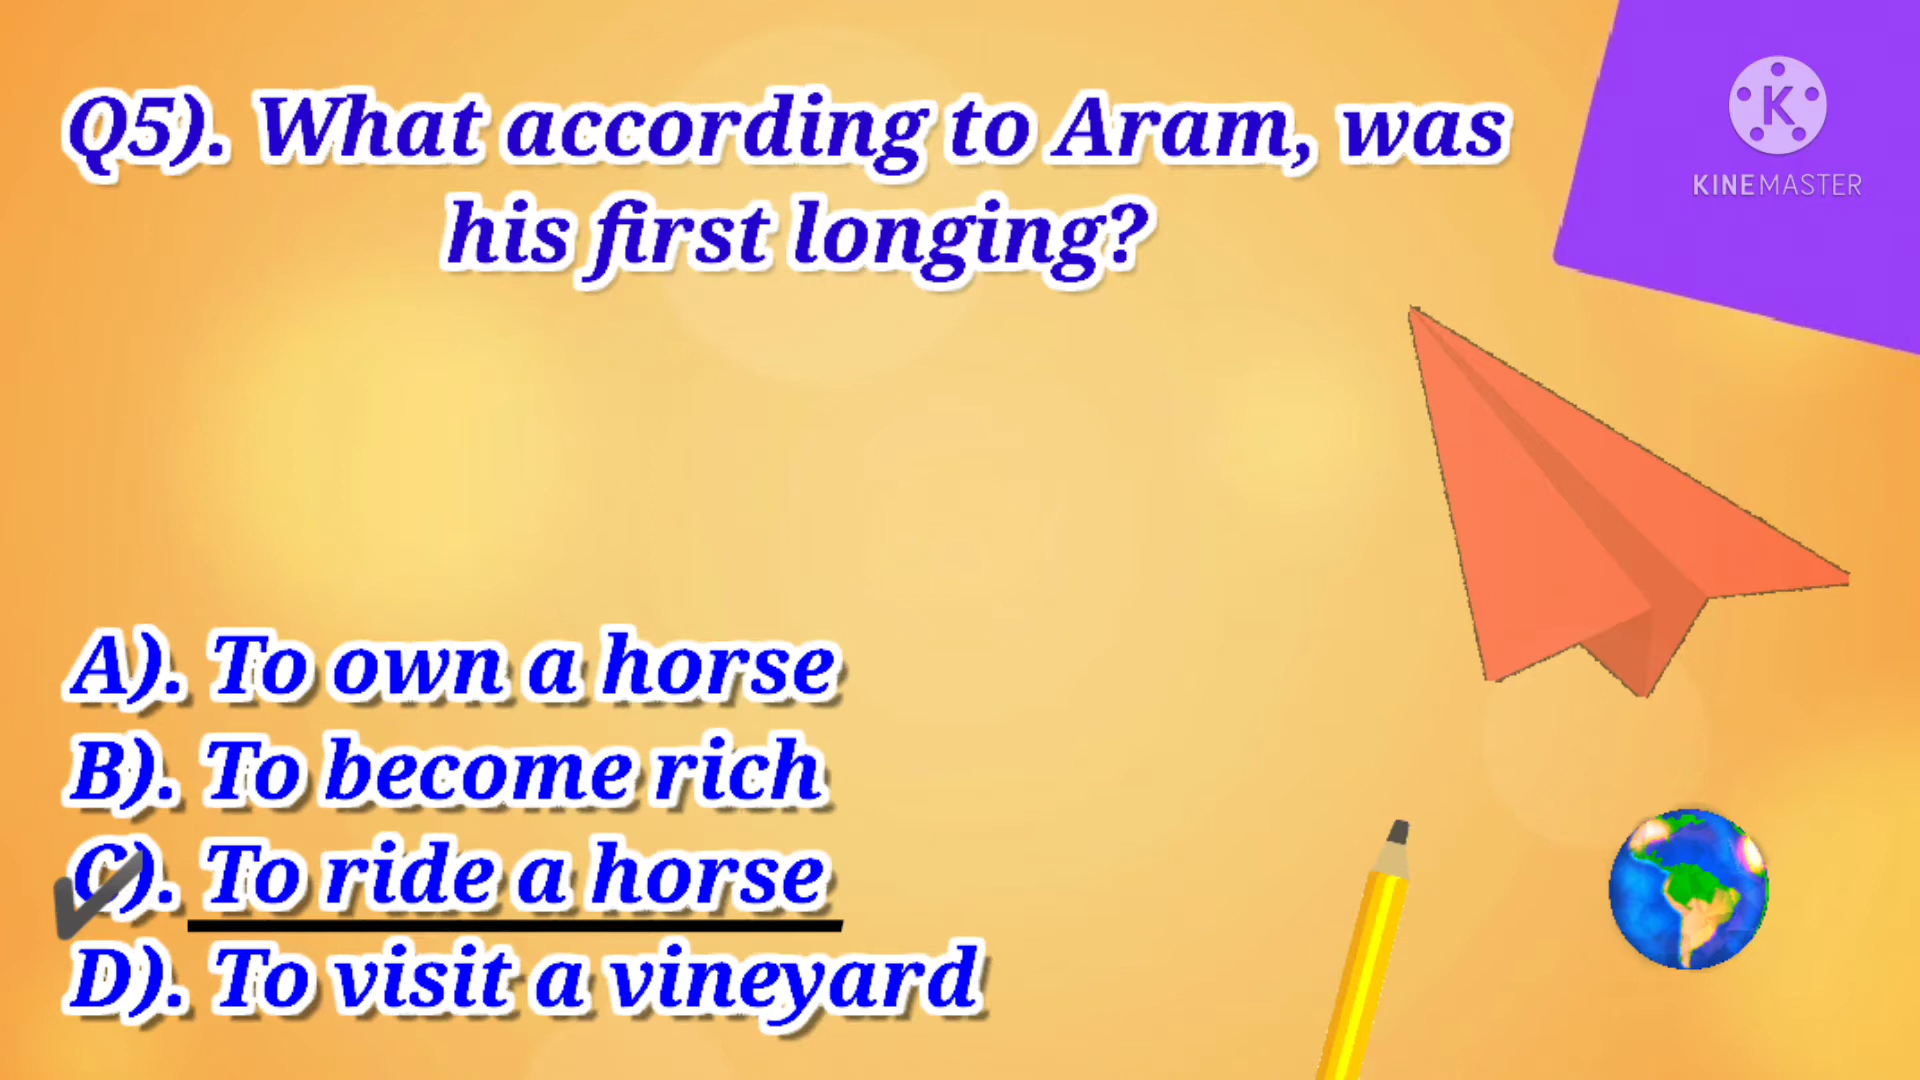 Q5). What according to Aram, was
his first longing?
KINEMASTER
A). To own a horse
B). To become rich
C). To ride a horse
D). To visit a vineyard